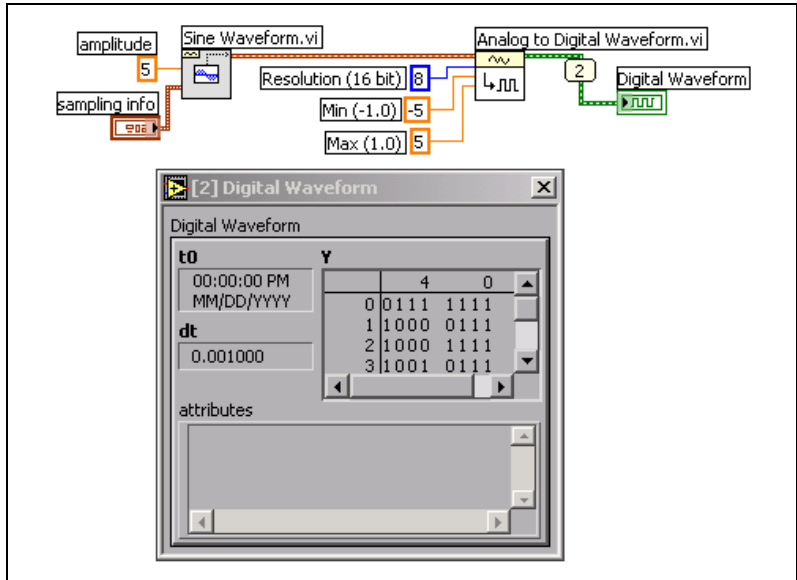 amplitude
Sine Waveform.vi
Analog to Digital Waveform.vi
5
Resolution (16 bit)
8
2
Digital Waveform
sampling info
Min (-1.0)
-5
Max (1.0)
5
[2] Digital Waveform
Digital Waveform
t0
Y
00:00:00 PM
MM/DD/YYYY
4 0
0 0111 1111
1 1000 0111
2 1000 1111
3 1001 0111
dt
0.001000
attributes